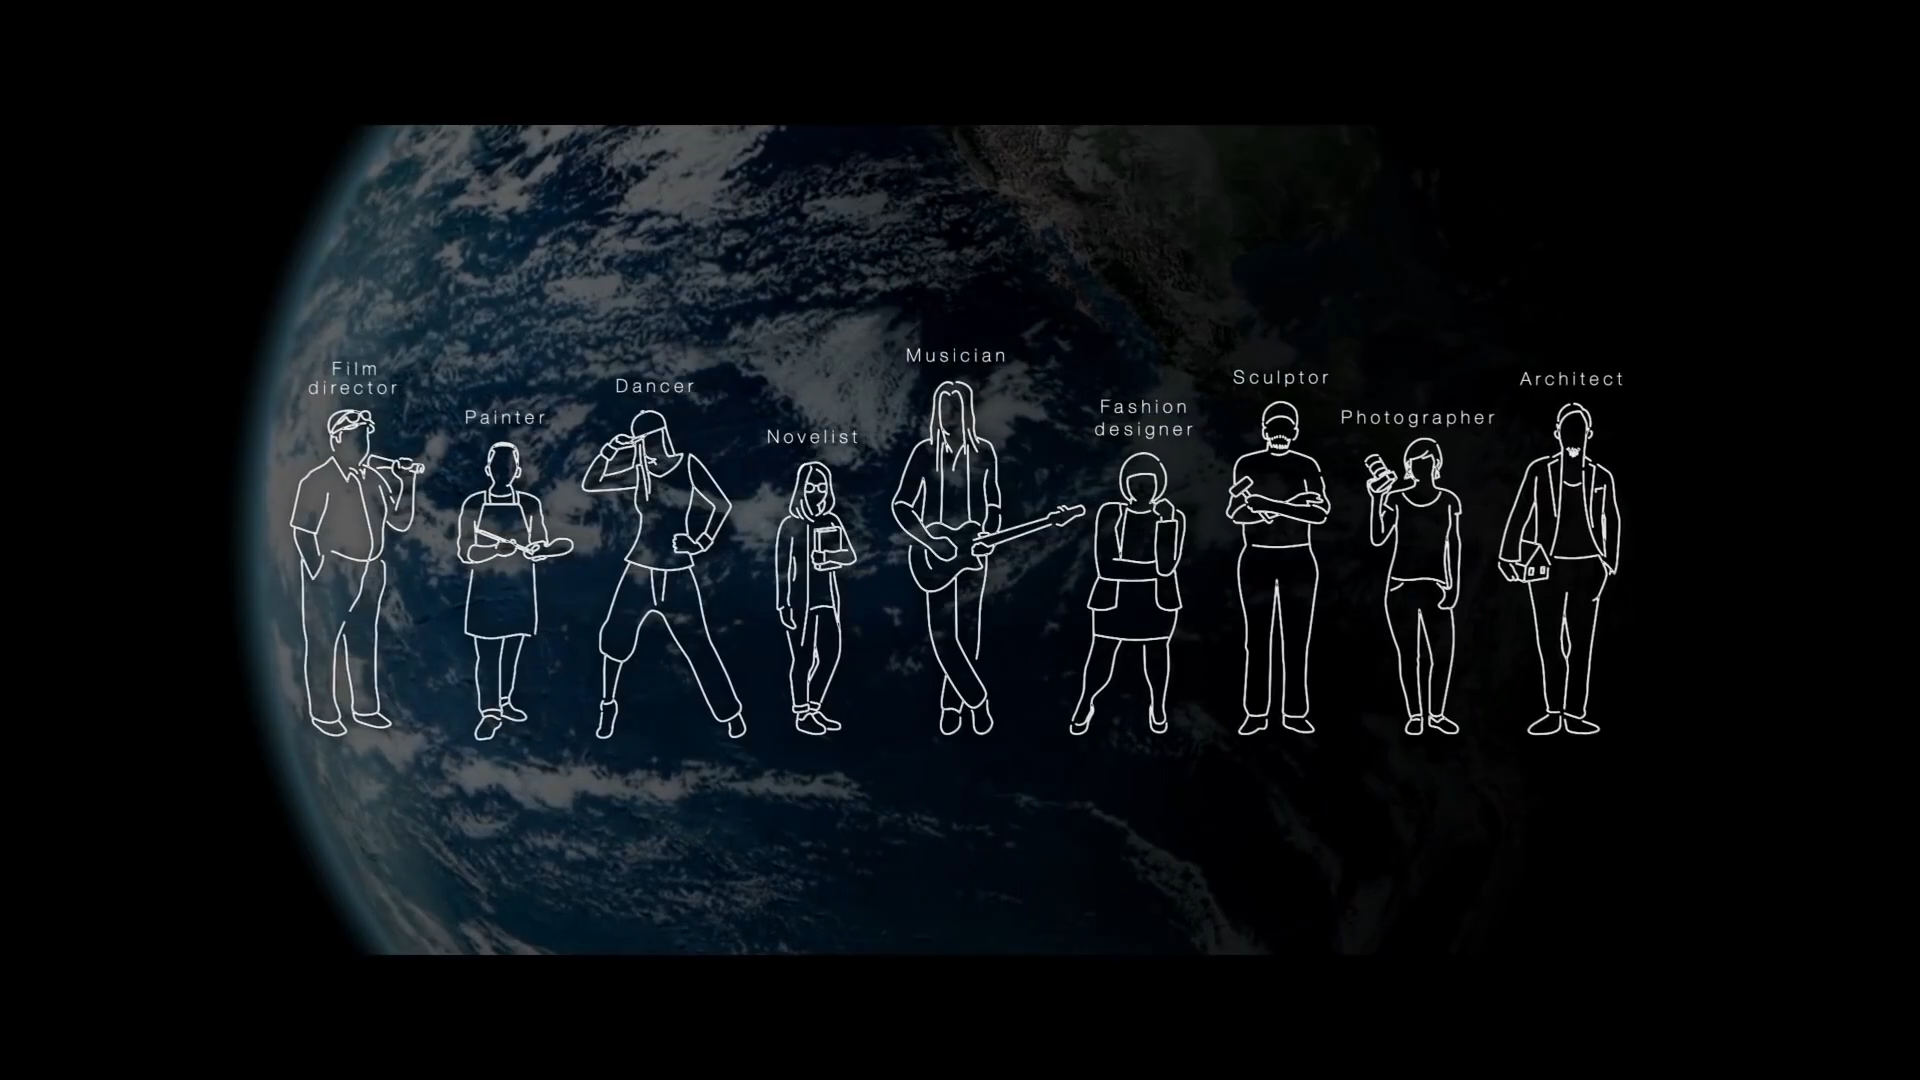 Film
director
Painter
Dancer
Novelist
Musician
Fashion
designer
Sculptor
Photographer
Architect